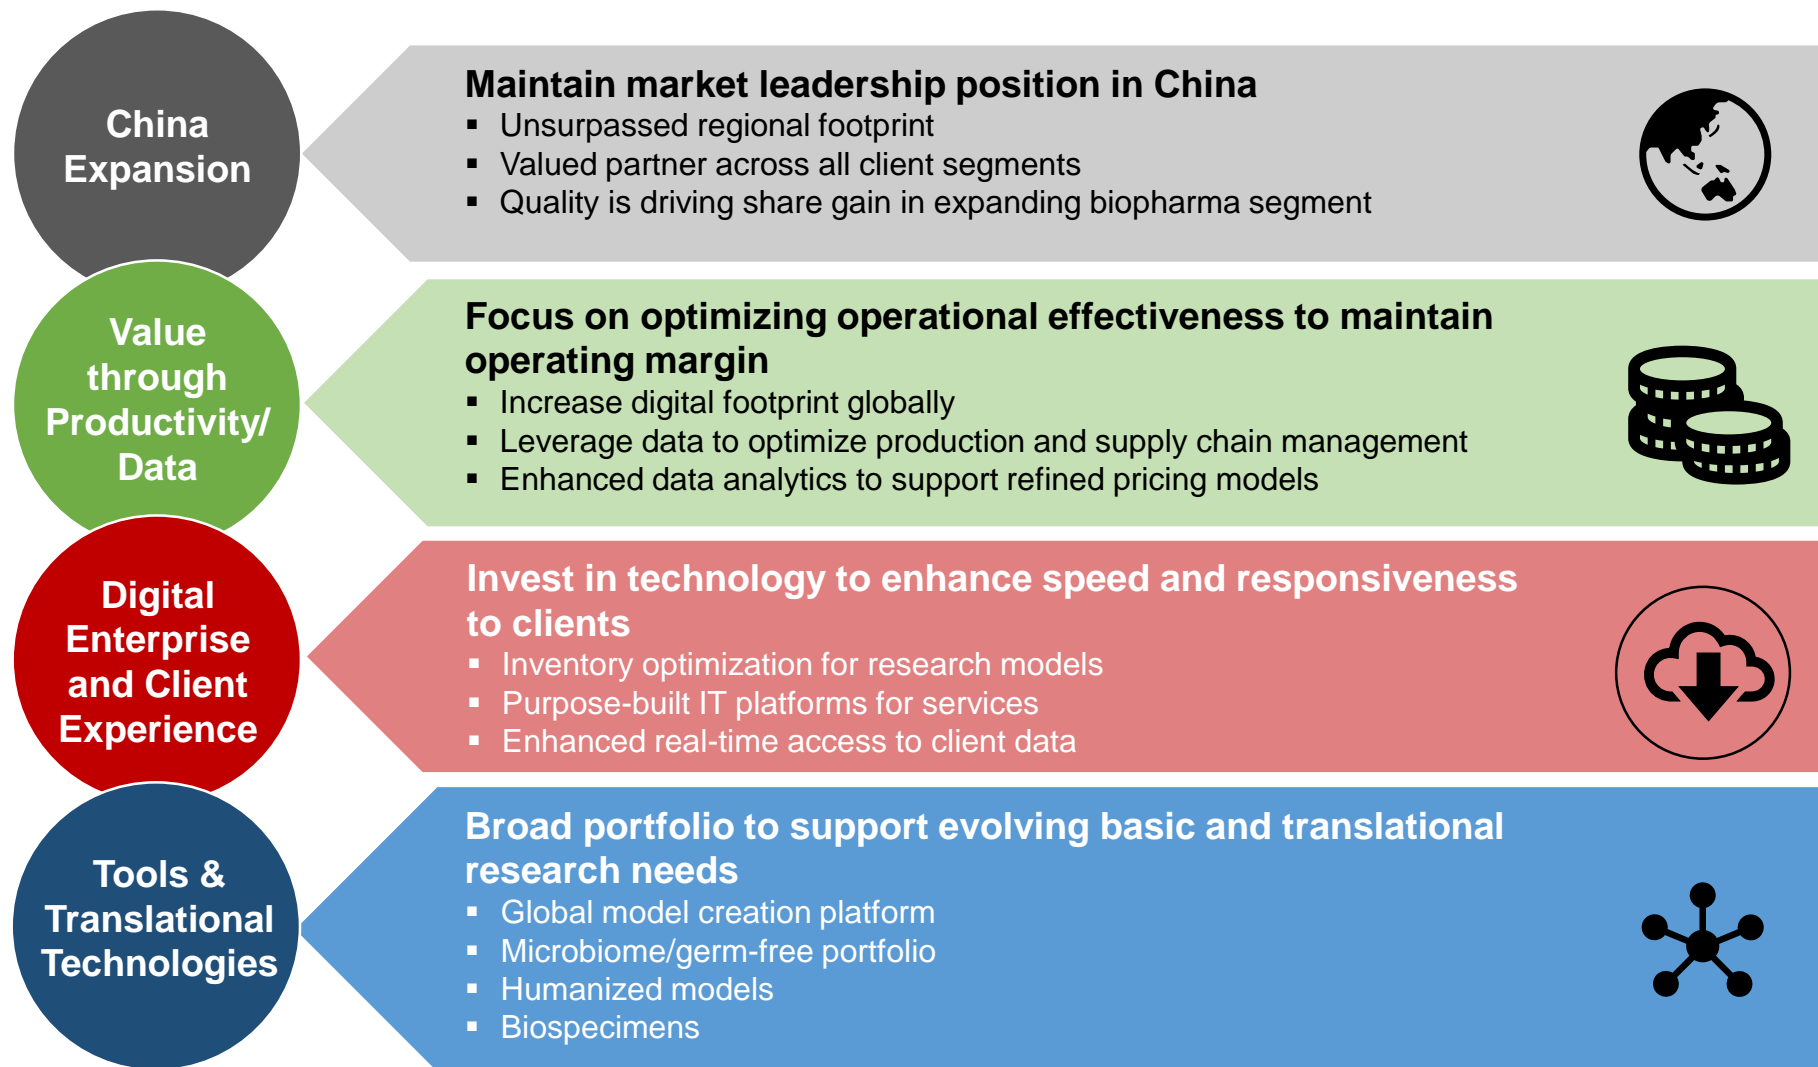 China
Expansion
Maintain market leadership position in China
▪ Unsurpassed regional footprint
▪ Valued partner across all client segments
▪ Quality is driving share gain in expanding biopharma segment
Value
through
Productivity/
Data
Focus on optimizing operational effectiveness to maintain
operating margin
▪ Increase digital footprint globally
▪ Leverage data to optimize production and supply chain management
▪ Enhanced data analytics to support refined pricing models
Digital
Enterprise
and Client
Experience
Invest in technology to enhance speed and responsiveness
to clients
▪ Inventory optimization for research models
▪ Purpose-built IT platforms for services
▪ Enhanced real-time access to client data
Tools &
Translational
Technologies
Broad portfolio to support evolving basic and translational
research needs
▪ Global model creation platform
▪ Microbiome/germ-free portfolio
▪ Humanized models
▪ Biospecimens